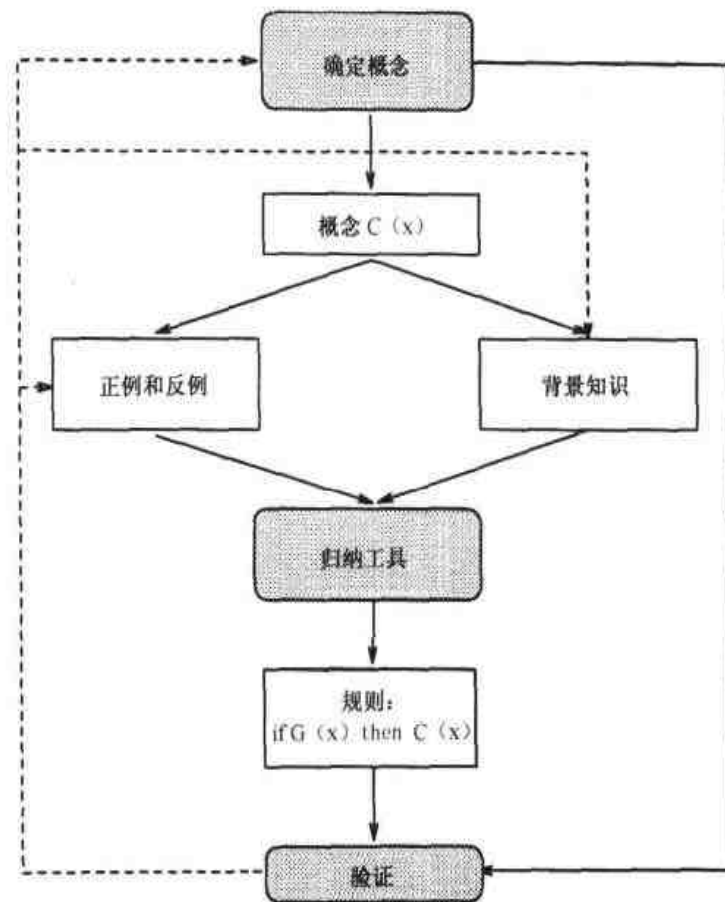 确定概念
概念 C（x）
正例和反例
背景知识
归纳工具
规则：
if G（x）then C（x）
验证